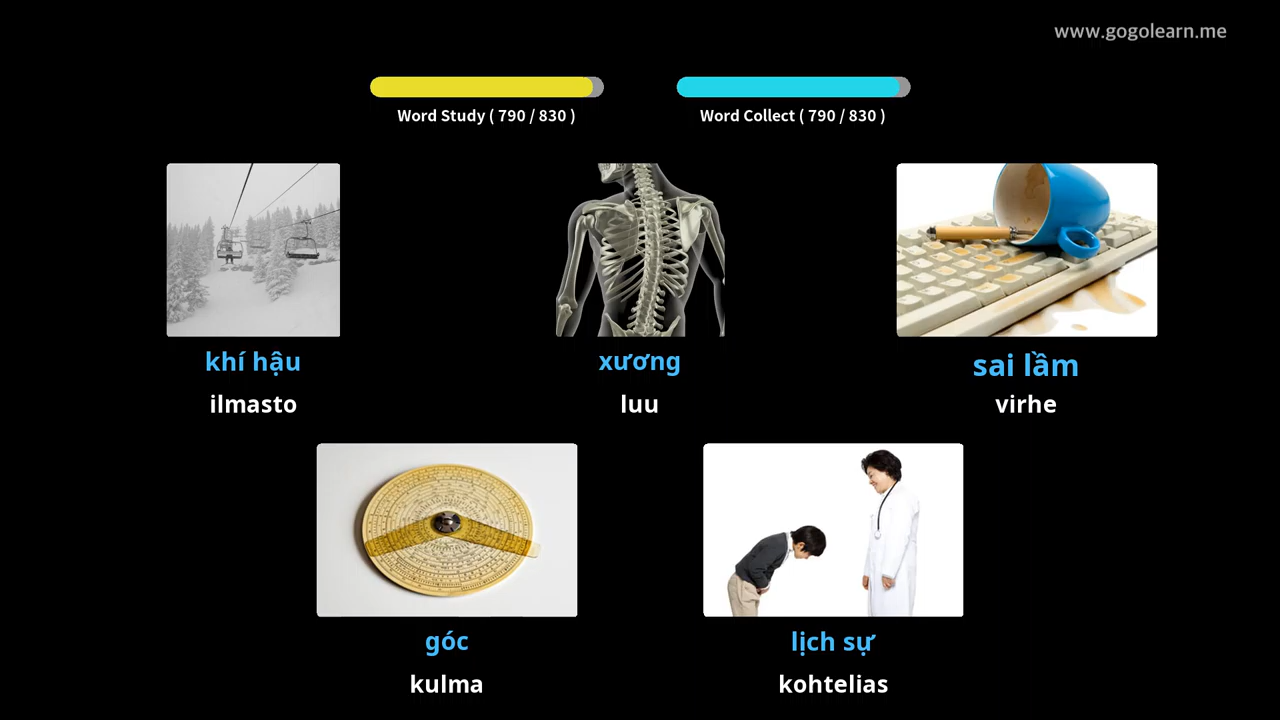 www.gogolearn.me
Word Study ( 790 / 830 )
Word Collect ( 790 / 830 )
khí hậu
ilmasto
xương
luu
sai lầm
virhe
góc
kulma
lịch sự
kohtelias